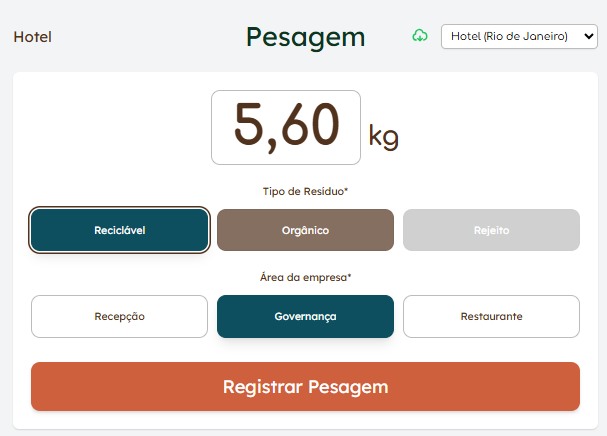 Hotel Pesagem Hotel (Rio de Janeiro)
5,60 kg
Tipo de Resíduo*
Reciclável Orgânico Rejeito
Área da empresa*
Recepção Governança Restaurante
Registrar Pesagem